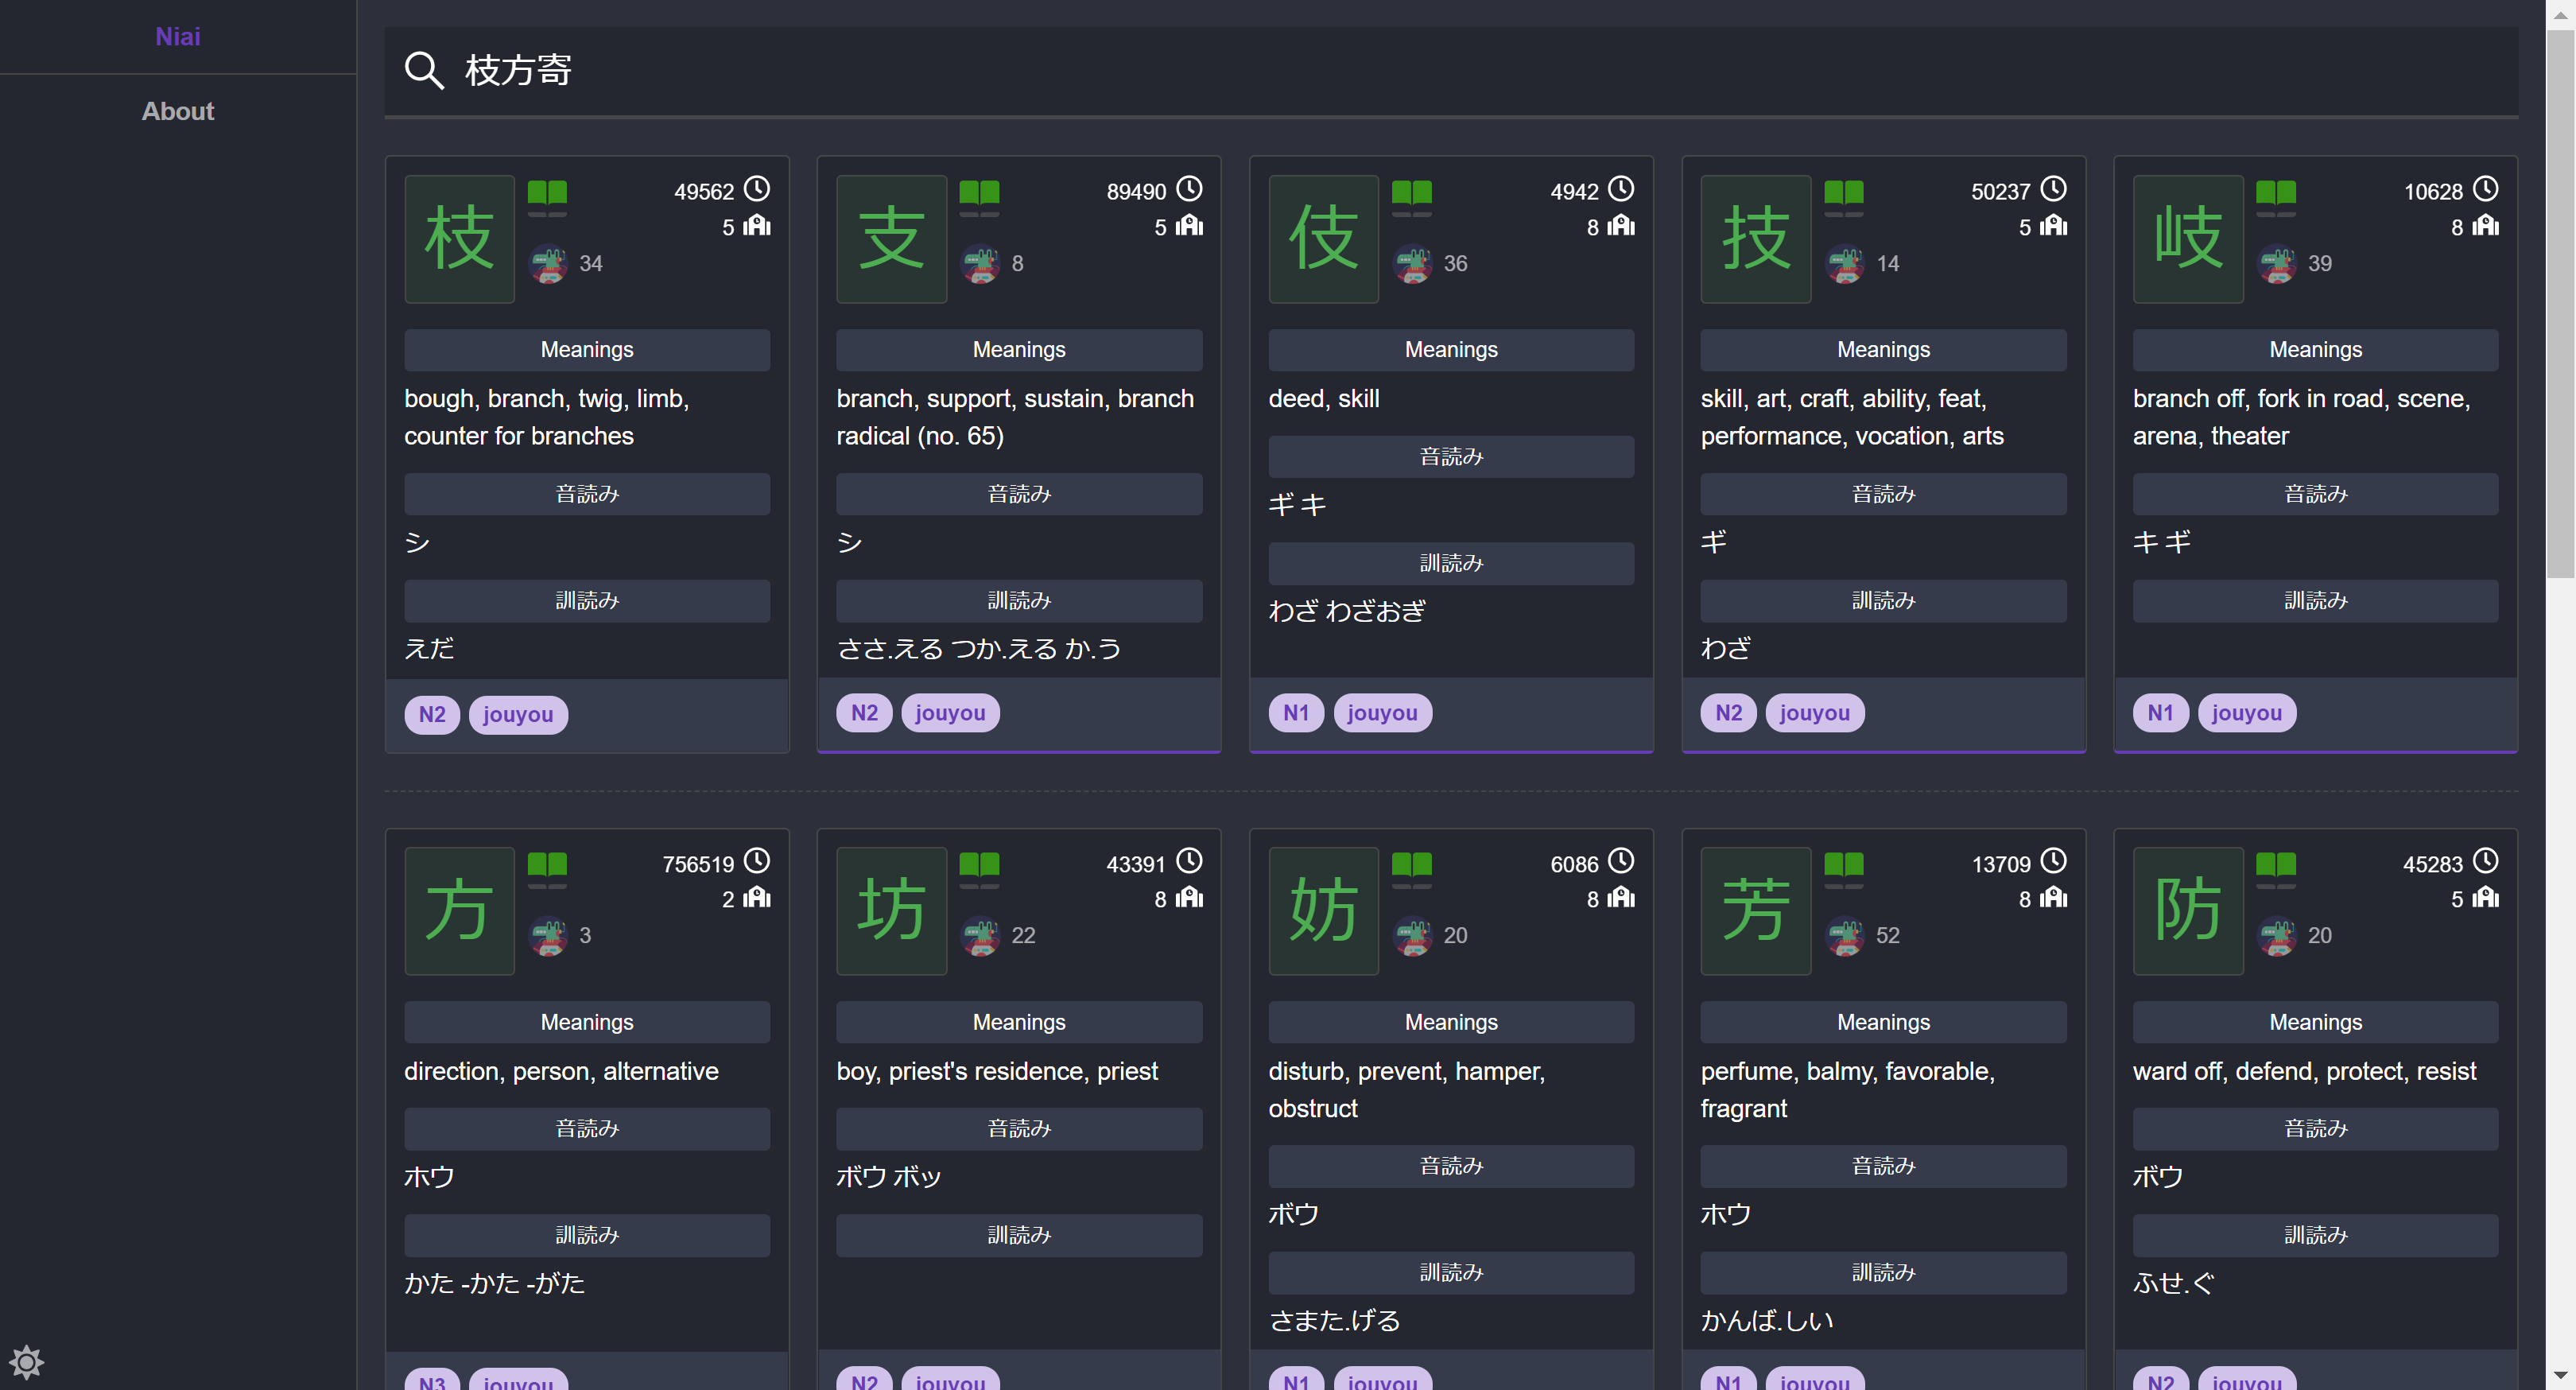 Niai
About
枝方寄
枝
49562
5
34
Meanings
bough, branch, twig, limb,
counter for branches
音読み
シ
訓読み
えだ
N2 jouyou
支
89490
5
8
Meanings
branch, support, sustain, branch
radical (no. 65)
音読み
シ
訓読み
ささ.える つか.える か.う
N2 jouyou
伎
4942
8
36
Meanings
deed, skill
音読み
ギ キ
訓読み
わざ わざおぎ
N1 jouyou
技
50237
5
14
Meanings
skill, art, craft, ability, feat,
performance, vocation, arts
音読み
ギ
訓読み
わざ
N2 jouyou
岐
10628
8
39
Meanings
branch off, fork in road, scene,
arena, theater
音読み
キ ギ
訓読み
N1 jouyou
方
756519
2
3
Meanings
direction, person, alternative
音読み
ホウ
訓読み
かた -かた -がた
N3 jouyou
坊
43391
8
22
Meanings
boy, priest's residence, priest
音読み
ボウ ボッ
訓読み
N2 jouyou
妨
6086
8
20
Meanings
disturb, prevent, hamper,
obstruct
音読み
ボウ
訓読み
さまた.げる
N1 jouyou
芳
13709
8
52
Meanings
perfume, balmy, favorable,
fragrant
音読み
ホウ
訓読み
かんば.しい
N1 jouyou
防
45283
5
20
Meanings
ward off, defend, protect, resist
音読み
ボウ
訓読み
ふせ.ぐ
N2 jouyou